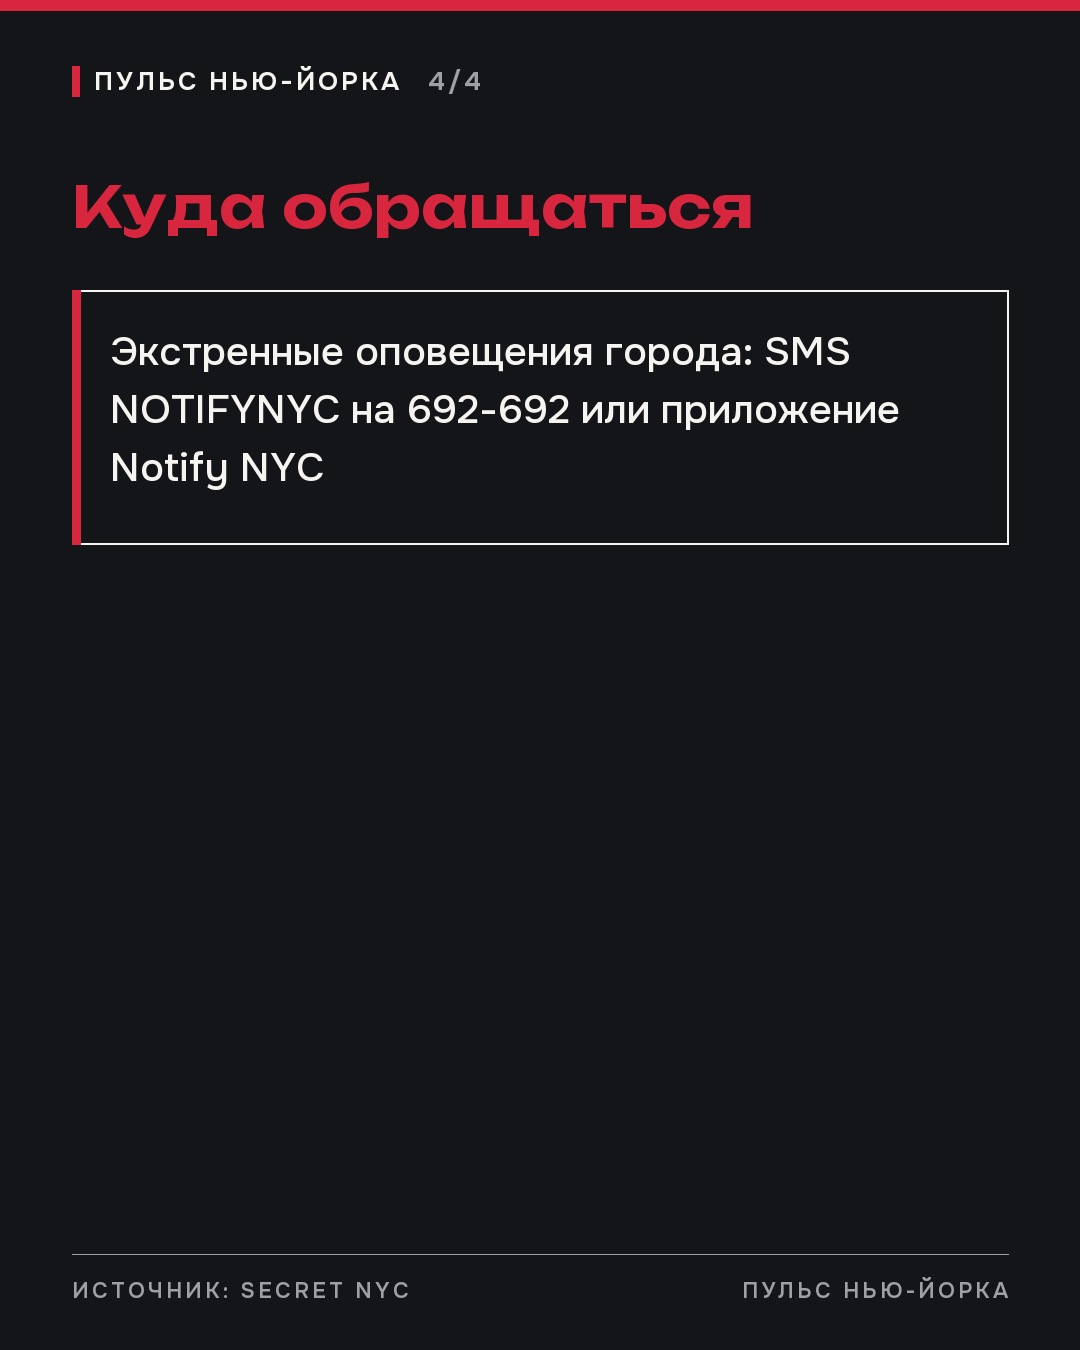 ПУЛЬС НЬЮ-ЙОРКА 4/4
Куда обращаться
Экстренные оповещения города: SMS
NOTIFYNYC на 692-692 или приложение
Notify NYC
ИСТОЧНИК: SECRET NYC
ПУЛЬС НЬЮ-ЙОРКА